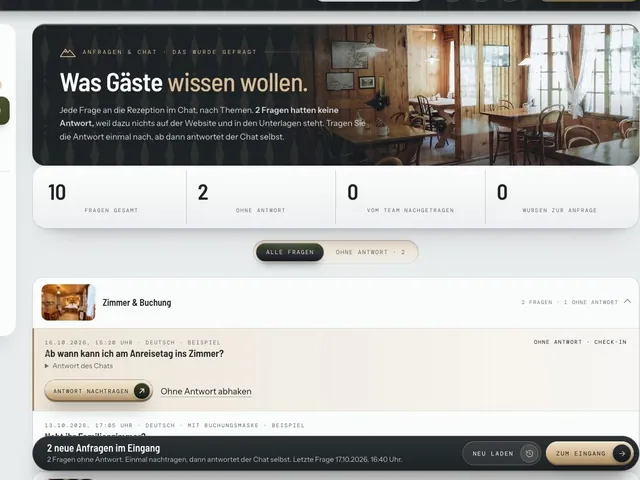 ANFRAGEN & CHAT · DAS WURDE GEFRAGT
Was Gäste wissen wollen.
Jede Frage an die Rezeption im Chat, nach Themen. 2 Fragen hatten keine
Antwort, weil dazu nichts auf der Website und in den Unterlagen steht. Tragen Sie
die Antwort einmal nach, ab dann antwortet der Chat selbst.
10
FRAGEN GESAMT
2
OHNE ANTWORT
0
VOM TEAM NACHGETRAGEN
0
WURDEN ZUR ANFRAGE
ALLE FRAGEN
OHNE ANTWORT · 2
Zimmer & Buchung
2 FRAGEN · 1 OHNE ANTWORT
16.10.2026, 15:20 UHR · DEUTSCH · BEISPIEL
OHNE ANTWORT · CHECK-IN
Ab wann kann ich am Anreisetag ins Zimmer?
Antwort des Chats
ANTWORT NACHTRAGEN
Ohne Antwort abhaken
13.10.2026, 17:05 UHR · DEUTSCH · MIT BUCHUNGSMASKE · BEISPIEL
2 neue Anfragen im Eingang
2 Fragen ohne Antwort. Einmal nachtragen, dann antwortet der Chat selbst. Letzte Frage 17.10.2026, 16:40 Uhr.
NEU LADEN
ZUM EINGANG